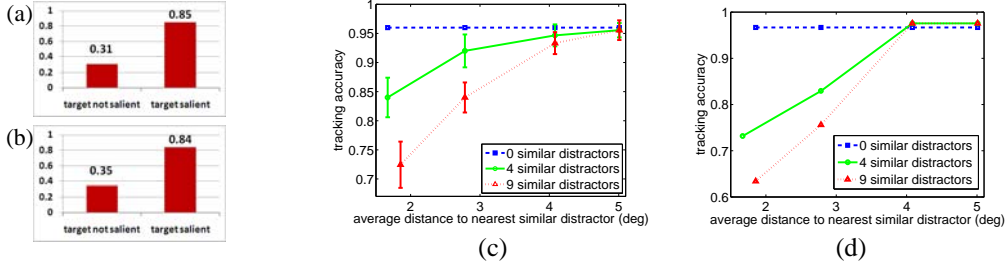 (a)
1
0.8
0.6
0.4
0.2
0
0.31
0.85
target not salient
target salient
(b)
1
0.8
0.6
0.4
0.2
0
0.35
0.84
target not salient
target salient
tracking accuracy
0.95
0.9
0.85
0.8
0.75
0.7
0 similar distractors
4 similar distractors
9 similar distractors
2 3 4 5
average distance to nearest similar distractor (deg)
(c)
tracking accuracy
1
0.9
0.8
0.7
0.6
0 similar distractors
4 similar distractors
9 similar distractors
2 3 4 5
average distance to nearest similar distractor (deg)
(d)